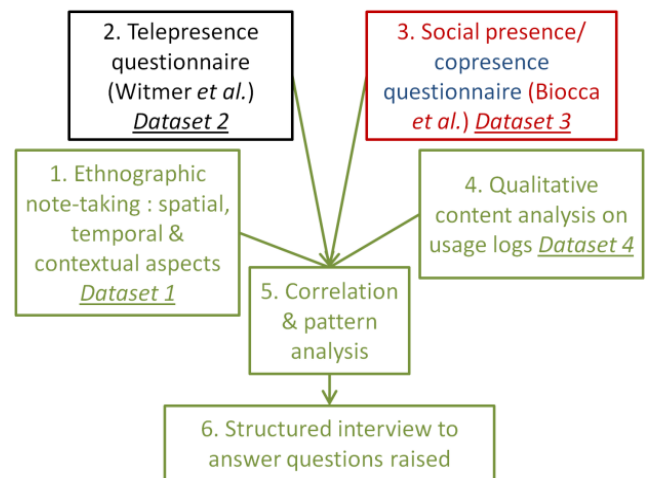 2. Telepresence
questionnaire
(Witmer et al.)
Dataset 2
3. Social presence/
copresence
questionnaire (Biocca
et al.) Dataset 3
1. Ethnographic
note-taking : spatial,
temporal &
contextual aspects
Dataset 1
4. Qualitative
content analysis on
usage logs Dataset 4
5. Correlation
& pattern
analysis
6. Structured interview to
answer questions raised